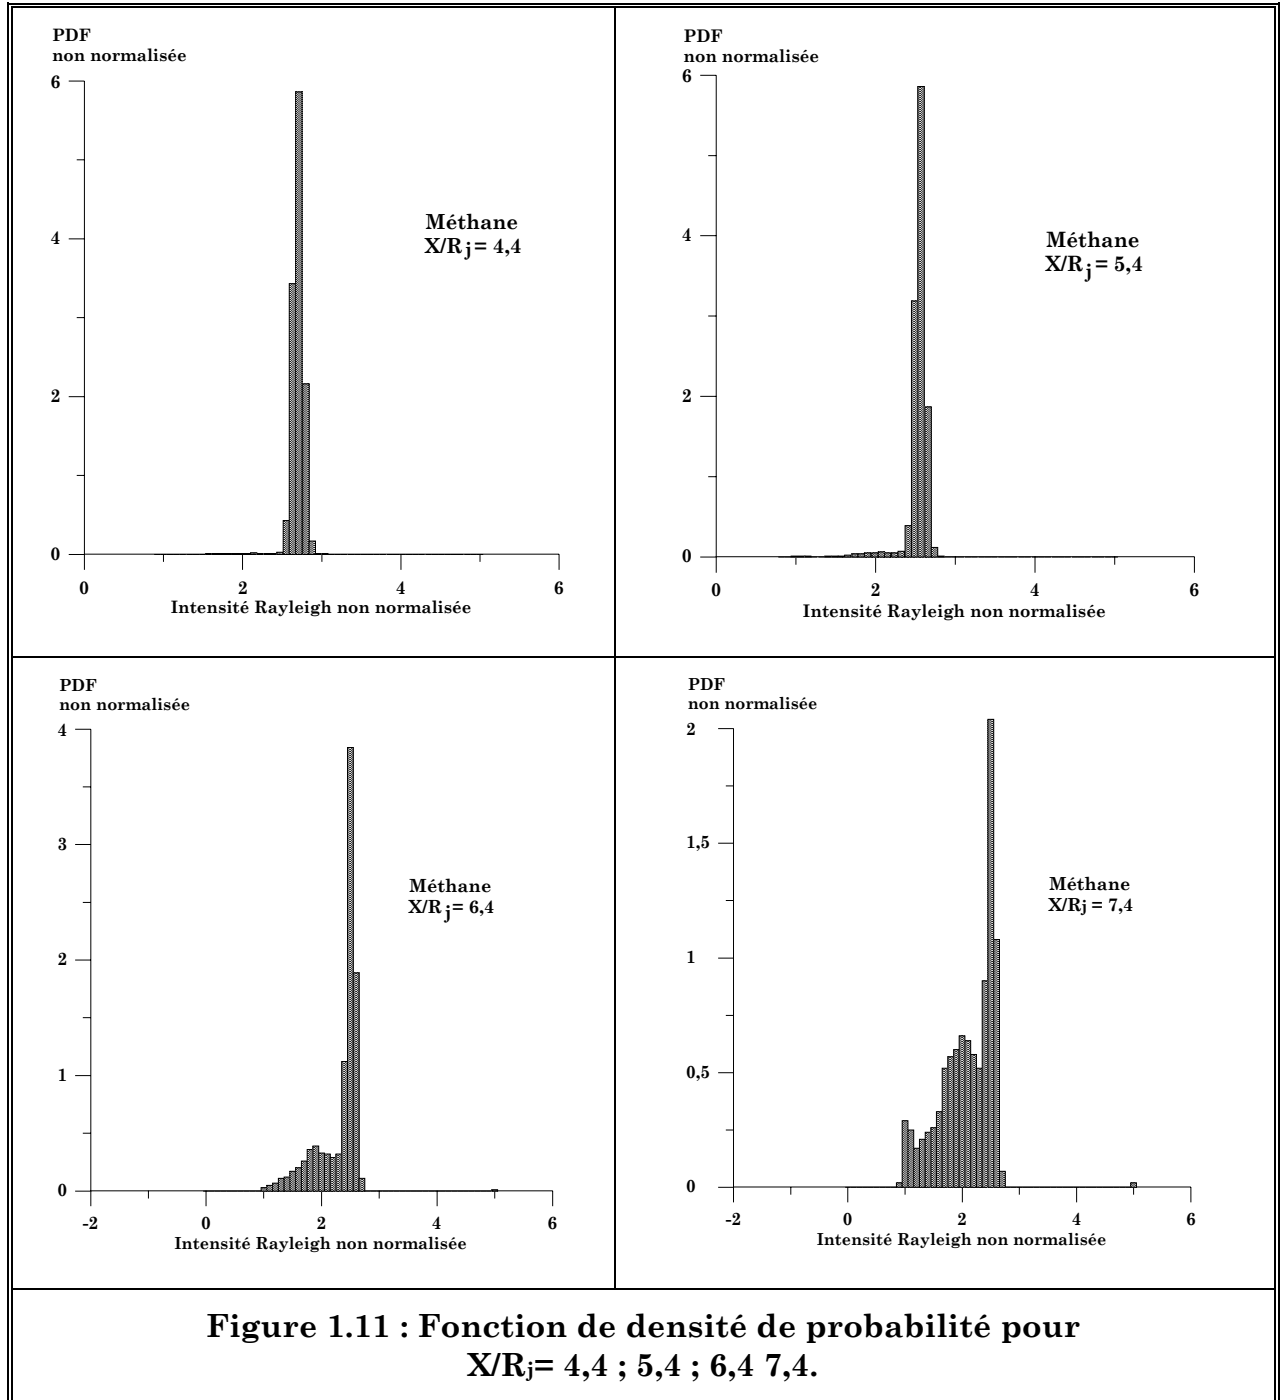 PDF
non normalisée
6
4
2
0
Méthane
X/Rj= 4,4
0 2 4 6
Intensité Rayleigh non normalisée
PDF
non normalisée
6
4
2
0
Méthane
X/Rj= 5,4
0 2 4 6
Intensité Rayleigh non normalisée
PDF
non normalisée
4
3
2
1
0
Méthane
X/Rj= 6,4
-2 0 2 4 6
Intensité Rayleigh non normalisée
PDF
non normalisée
2
1,5
1
0,5
0
Méthane
X/Rj = 7,4
-2 0 2 4 6
Intensité Rayleigh non normalisée
Figure 1.11 : Fonction de densité de probabilité pour
X/Rj= 4,4 ; 5,4 ; 6,4 7,4.